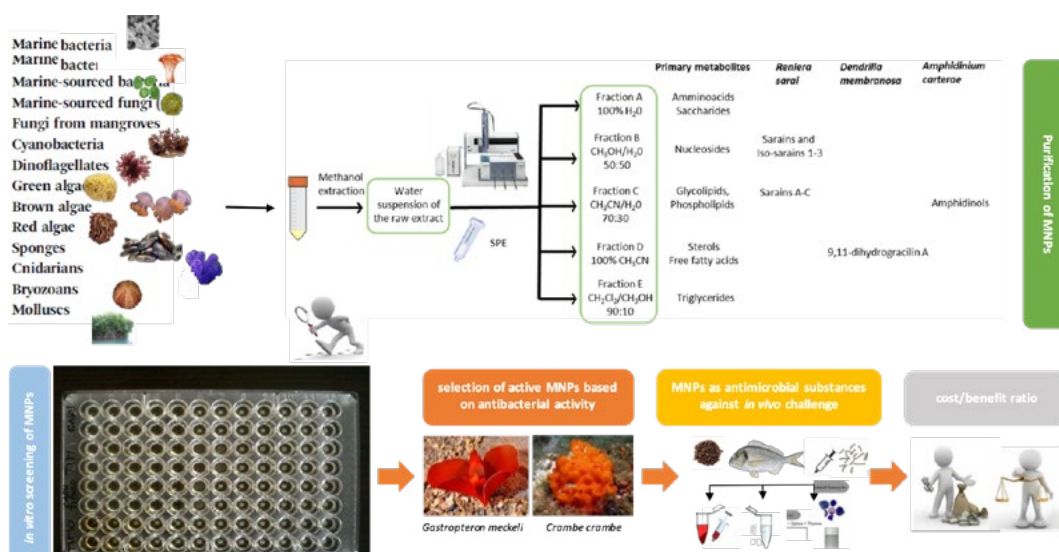 Marine bacteria
Marine
bacte
Marine-sourced ba
Marine-sourced fungi (
Fungi from mangroves
Cyanobacteria
Dinoflagellates
Green algae
Brown algae
Red algae
Sponges
Cnidarians
Bryozoans
Molluscs
Methanol
extraction
Water
suspension of
the raw extract
SPE
Primary metabolites
Reniera
sarai
Dendrilla
membranosa
Amphidinium
carterae
Fraction A
100% H₂0
Aminoacids
Saccharides
Fraction B
CH₃OH/H₂0
50:50
Nucleosides
Sarains and
Iso-sarains 1-3
Fraction C
CH₃CN/H₂0
70:30
Glycolipids,
Phospholipids
Sarains A-C
Amphidinols
Fraction D
100% CH₃CN
Sterols
Free fatty acids
9,11-dihydrogracilin A
Fraction E
CH₂Cl₂/CH₃OH
90:10
Triglycerides
Purification of MNPs
in vitro screening of MNPs
selection of active MNPs based
on antibacterial activity
Gastropteron meckeli
Crambe crambe
MNPs as antimicrobial substances
against in vivo challenge
cost/benefit ratio